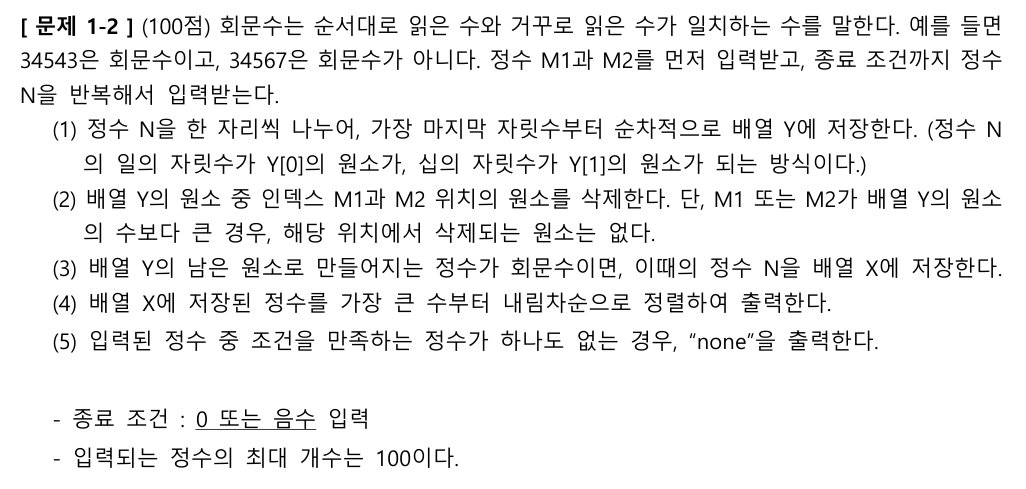 [ 문제 1-2 ] (100점) 회문수는 순서대로 읽은 수와 거꾸로 읽은 수가 일치하는 수를 말한다. 예를 들면
34543은 회문수이고, 34567은 회문수가 아니다. 정수 M1과 M2를 먼저 입력받고, 종료 조건까지 정수
N을 반복해서 입력받는다.
(1) 정수 N을 한 자리씩 나누어, 가장 마지막 자릿수부터 순차적으로 배열 Y에 저장한다. (정수 N
의 일의 자릿수가 Y[0]의 원소가, 십의 자릿수가 Y[1]의 원소가 되는 방식이다.)
(2) 배열 Y의 원소 중 인덱스 M1과 M2 위치의 원소를 삭제한다. 단, M1 또는 M2가 배열 Y의 원소
의 수보다 큰 경우, 해당 위치에서 삭제되는 원소는 없다.
(3) 배열 Y의 남은 원소로 만들어지는 정수가 회문수이면, 이때의 정수 N을 배열 X에 저장한다.
(4) 배열 X에 저장된 정수를 가장 큰 수부터 내림차순으로 정렬하여 출력한다.
(5) 입력된 정수 중 조건을 만족하는 정수가 하나도 없는 경우, “none”을 출력한다.
- 종료 조건 : 0 또는 음수 입력
- 입력되는 정수의 최대 개수는 100이다.